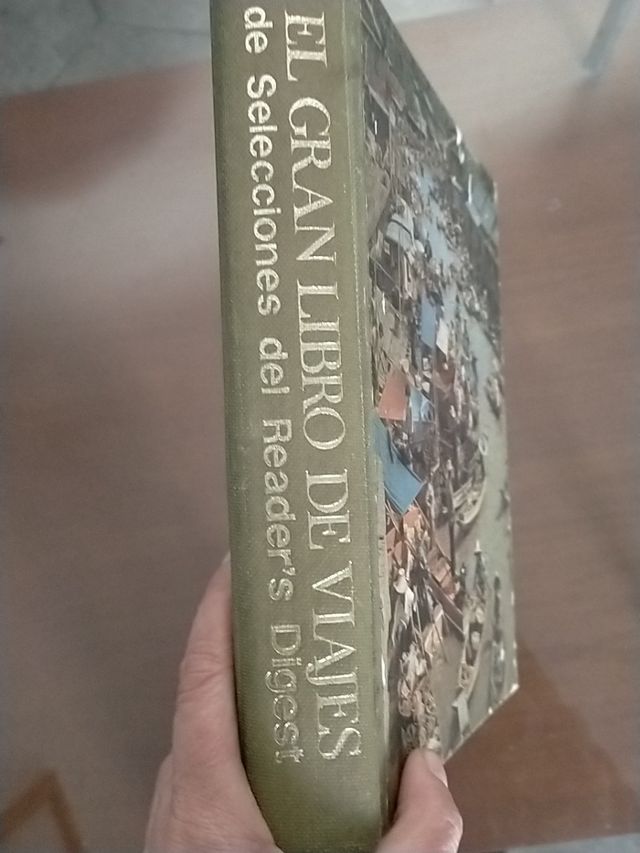 EL GRAN LIBRO DE VIAJES
de Selecciones del Reader's Digest